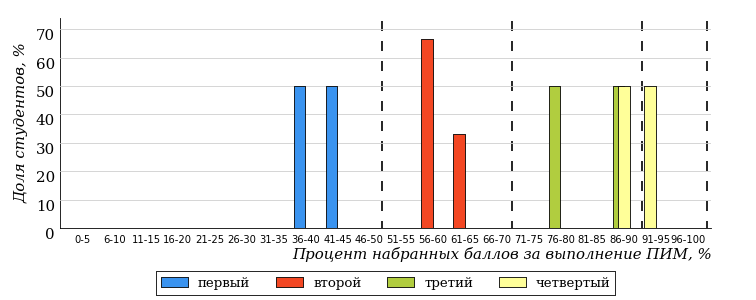 Доля студентов, %
70
60
50
40
30
20
10
0
0-5 6-10 11-15 16-20 21-25 26-30 31-35 36-40 41-45 46-50 51-55 56-60 61-65 66-70 71-75 76-80 81-85 86-90 91-95 96-100
Процент набранных баллов за выполнение ПИМ, %
первый второй третий четвертый